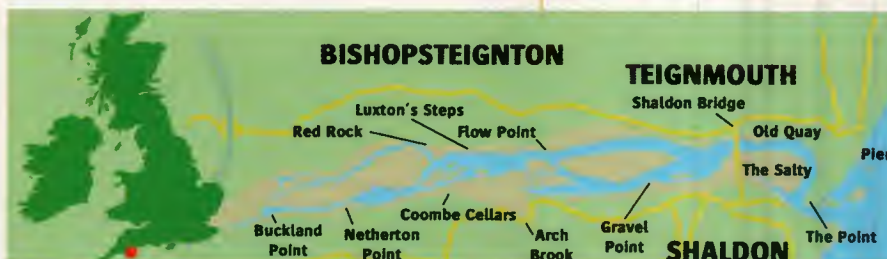 BISHOPSTEIGNTON
TEIGNMOUTH
Luxton's Steps
Shaldon Bridge
Red Rock
Flow Point
Old Quay
Pier
The Salty
Coombe Cellars
Buckland
Point
Netherton
Point
Arch
Brook
Gravel
Point
SHALDON
The Point